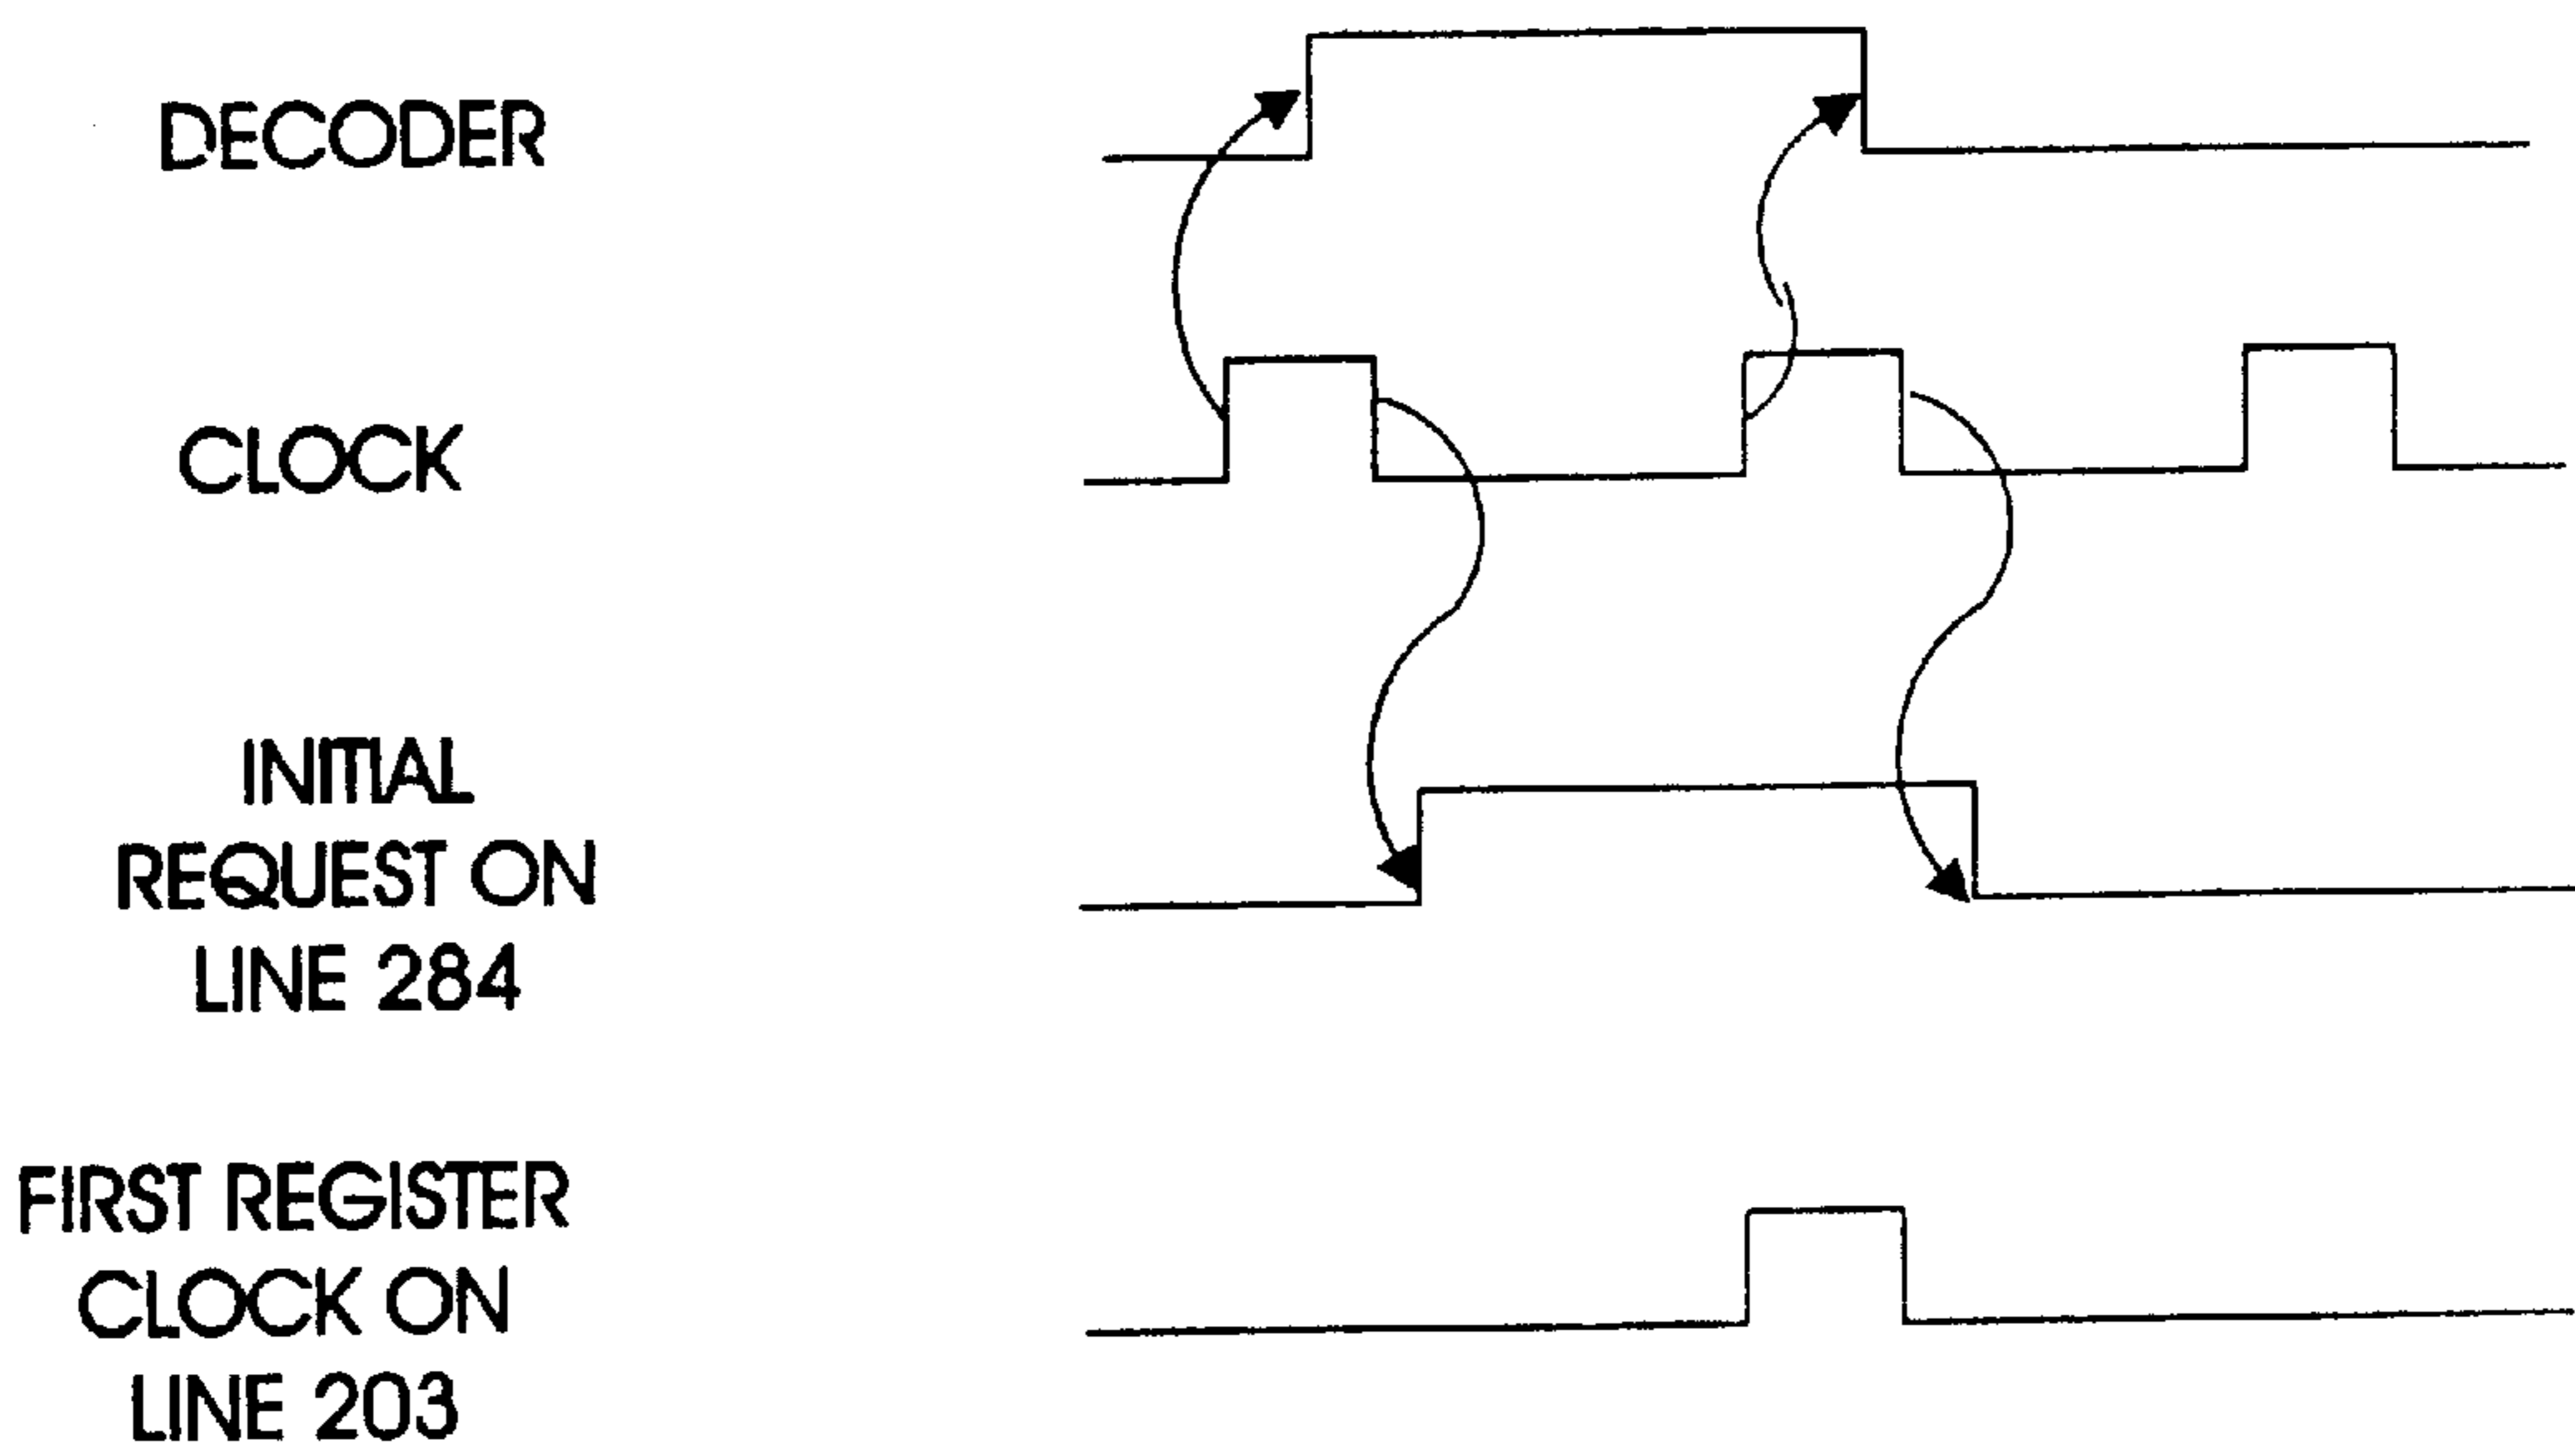 DECODER
CLOCK
INITIAL
REQUEST ON
LINE 284
FIRST REGISTER
CLOCK ON
LINE 203